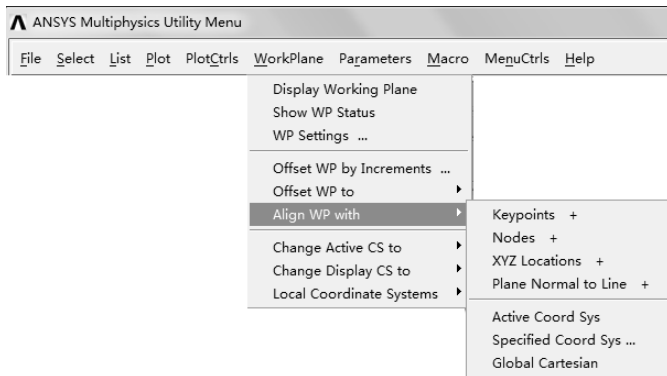 ANSYS Multiphysics Utility Menu
File Select List Plot PlotCtrls WorkPlane Parameters Macro MenuCtrls Help
Display Working Plane
Show WP Status
WP Settings ...
Offset WP by Increments ...
Offset WP to
Align WP with
Change Active CS to
Change Display CS to
Local Coordinate Systems
Keypoints +
Nodes +
XYZ Locations +
Plane Normal to Line +
Active Coord Sys
Specified Coord Sys ...
Global Cartesian